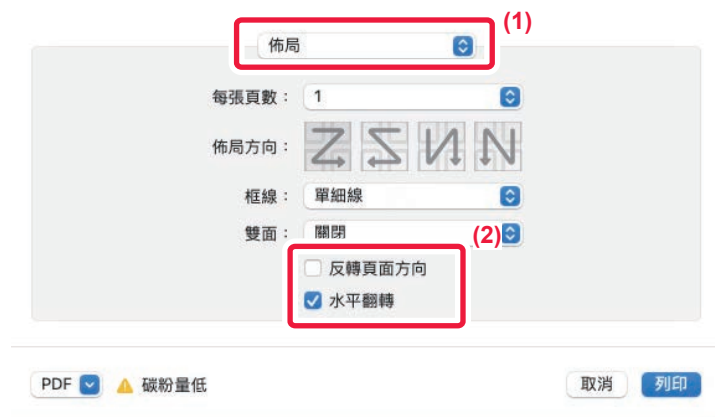 (1)
佈局
每張頁數： 1
佈局方向：
框線： 單細線
雙面： 關閉
(2)
反轉頁面方向
水平翻轉
PDF 碳粉量低 取消 列印